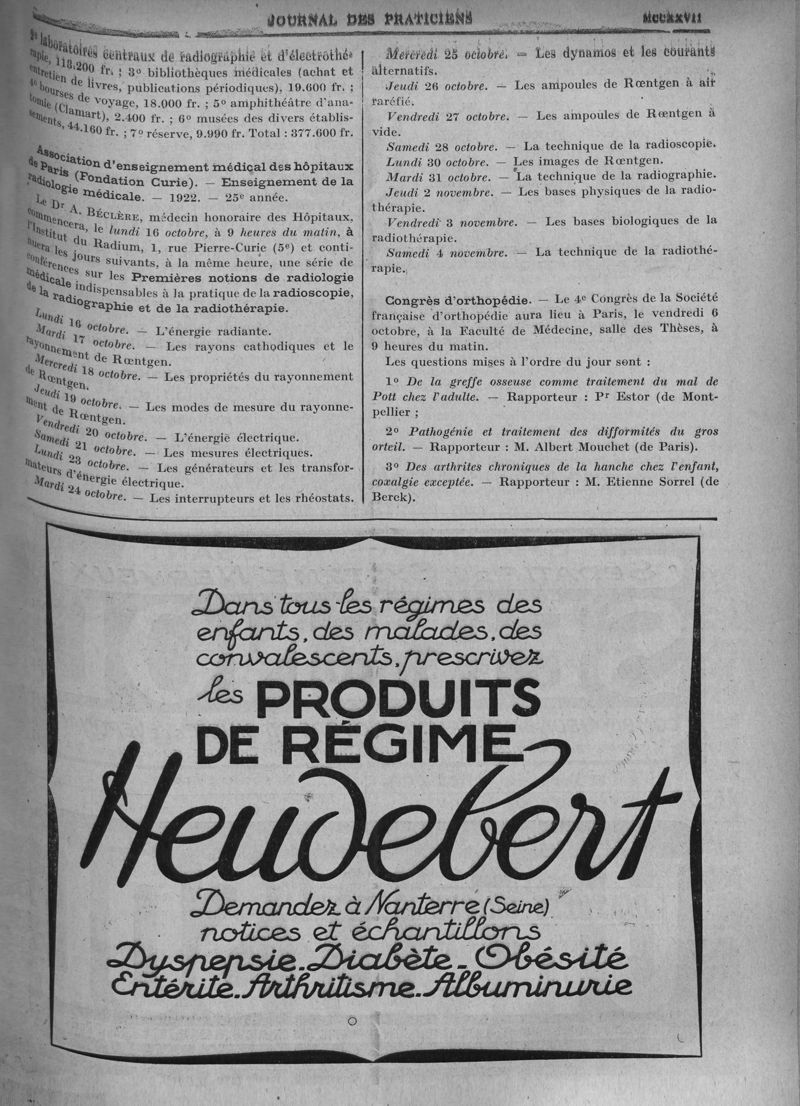 JOURNAL DES PRATICIENS
MCCXXVII
2º laboratoires centraux de radiographie et d'électrothé-
rapie, 118.200 fr. ; 3º bibliothèques médicales (achat et
entretien de livres, publications périodiques), 19.600 fr. ;
4º bourses de voyage, 18.000 fr. ; 5º amphithéâtre d'ana-
tomie (Clamart), 2.400 fr. ; 6º musées des divers établis-
sements, 44.160 fr. ; 7º réserve, 9.990 fr. Total : 377.600 fr.
Association d'enseignement médical des hôpitaux
de Paris (Fondation Curie). — Enseignement de la
radiologie médicale. — 1922. — 25e année.
Le Dr A. BÉCLÈRE, médecin honoraire des Hôpitaux,
commencera, le lundi 16 octobre, à 9 heures du matin, à
l'Institut du Radium, 1, rue Pierre-Curie (5e) et conti-
nuera les jours suivants, à la même heure, une série de
conférences sur les Premières notions de radiologie
médicale indispensables à la pratique de la radioscopie,
de la radiographie et de la radiothérapie.
Lundi 16 octobre. — L'énergie radiante.
Mardi 17 octobre. — Les rayons cathodiques et le
rayonnement de Rœntgen.
Mercredi 18 octobre. — Les propriétés du rayonnement
de Rœntgen.
Jeudi 19 octobre. — Les modes de mesure du rayonne-
ment de Rœntgen.
Vendredi 20 octobre. — L'énergie électrique.
Samedi 21 octobre. — Les mesures électriques.
Lundi 23 octobre. — Les générateurs et les transfor-
mateurs d'énergie électrique.
Mardi 24 octobre. — Les interrupteurs et les rhéostats.
Mercredi 25 octobre. — Les dynamos et les courants
alternatifs.
Jeudi 26 octobre. — Les ampoules de Rœntgen à air
raréfié.
Vendredi 27 octobre. — Les ampoules de Rœntgen à
vide.
Samedi 28 octobre. — La technique de la radioscopie.
Lundi 30 octobre. — Les images de Rœntgen.
Mardi 31 octobre. — La technique de la radiographie.
Jeudi 2 novembre. — Les bases physiques de la radio-
thérapie.
Vendredi 3 novembre. — Les bases biologiques de la
radiothérapie.
Samedi 4 novembre. — La technique de la radiothé-
rapie.
Congrès d'orthopédie. — Le 4e Congrès de la Société
française d'orthopédie aura lieu à Paris, le vendredi 6
octobre, à la Faculté de Médecine, salle des Thèses, à
9 heures du matin.
Les questions mises à l'ordre du jour sont :
1º De la greffe osseuse comme traitement du mal de
Pott chez l'adulte. — Rapporteur : Pr Estor (de Mont-
pellier ;
2º Pathogénie et traitement des difformités du gros
orteil. — Rapporteur : M. Albert Mouchet (de Paris).
3º Des arthrites chroniques de la hanche chez l'enfant,
coxalgie exceptée. — Rapporteur : M. Etienne Sorrel (de
Berck).
Dans tous les régimes des
enfants, des malades, des
convalescents, prescrivez
les PRODUITS
DE RÉGIME
Heudebert
Demandez à Nanterre (Seine)
notices et échantillons
Dyspepsie_Diabète_Obésité
Entérite_Arthritisme_Albuminurie